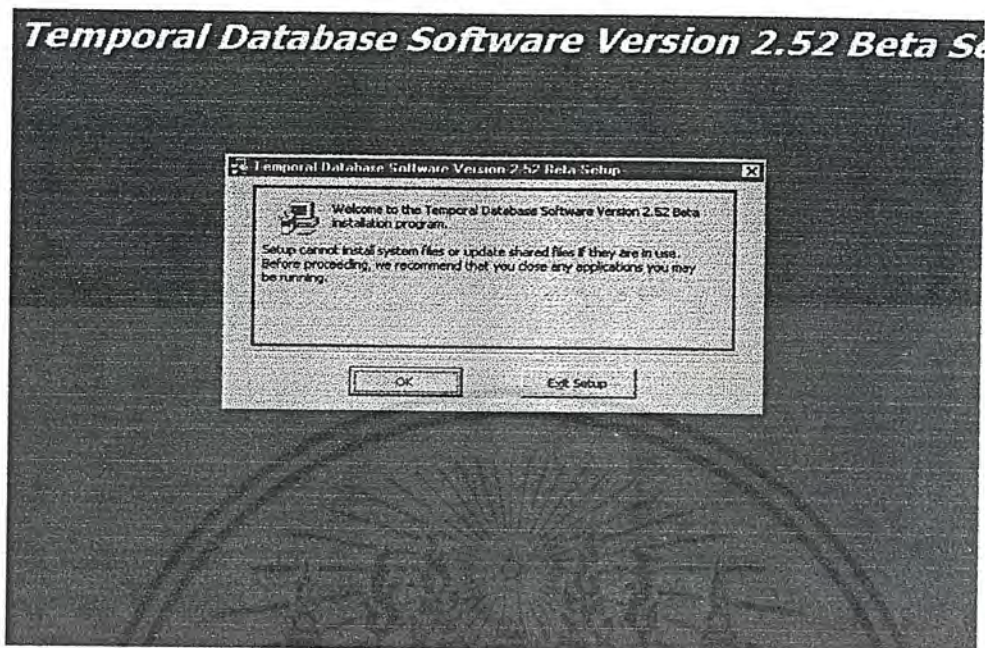 Temporal Database Software Version 2.52 Beta Se
Temporal Database Software Version 2.52 Beta Setup
Welcome to the Temporal Database Software Version 2.52 Beta
installation program.
Setup cannot install system files or update shared files if they are in use.
Before proceeding, we recommend that you close any applications you may
be running.
OK
Exit Setup